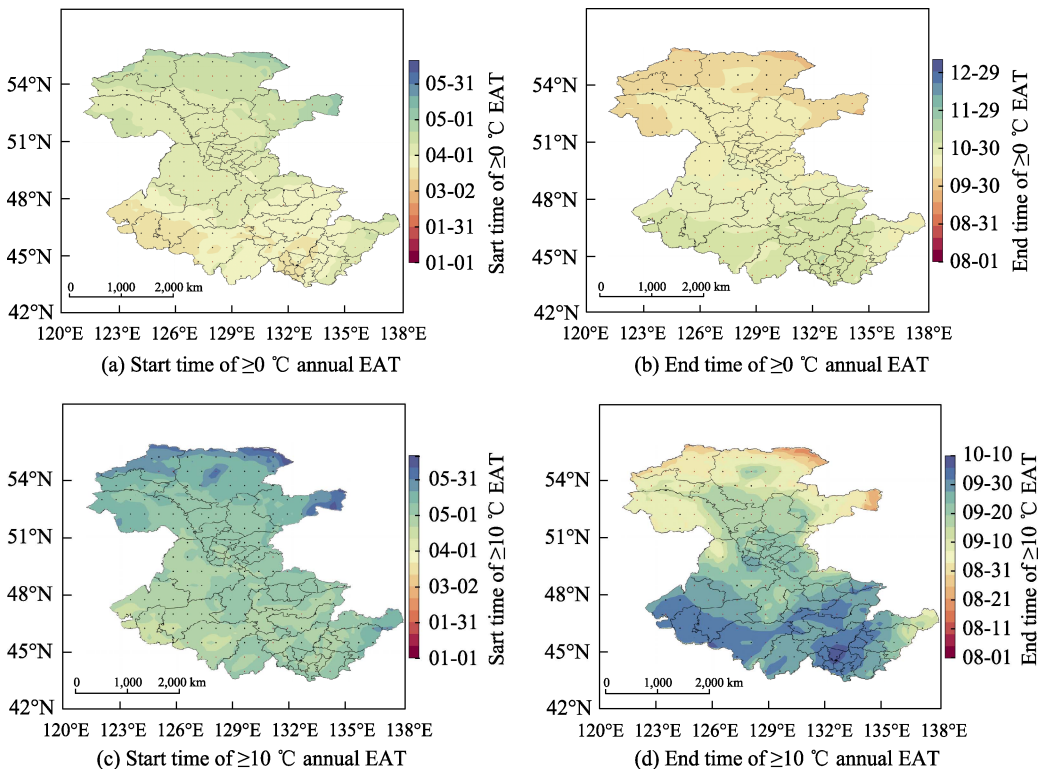 54°N
51°N
48°N
45°N
42°N
120°E 123°E 126°E 129°E 132°E 135°E 138°E
0 1,000 2,000 km
05-31
05-01
04-01
03-02
01-31
01-01
Sart time of ≥0 ℃ EAT
(a) Start time of ≥0 ℃ annual EAT
54°N
51°N
48°N
45°N
42°N
120°E 123°E 126°E 129°E 132°E 135°E 138°E
0 1,000 2,000 km
12-29
11-29
10-30
09-30
08-31
08-01
End time of ≥0 ℃ EAT
(b) End time of ≥0 ℃ annual EAT
54°N
51°N
48°N
45°N
42°N
120°E 123°E 126°E 129°E 132°E 135°E 138°E
0 1,000 2,000 km
05-31
05-01
04-01
03-02
01-31
01-01
Sart time of ≥10 ℃ EAT
(c) Start time of ≥10 ℃ annual EAT
54°N
51°N
48°N
45°N
42°N
120°E 123°E 126°E 129°E 132°E 135°E 138°E
0 1,000 2,000 km
10-10
09-30
09-20
09-10
08-31
08-21
08-11
08-01
End time of ≥10 ℃ EAT
(d) End time of ≥10 ℃ annual EAT